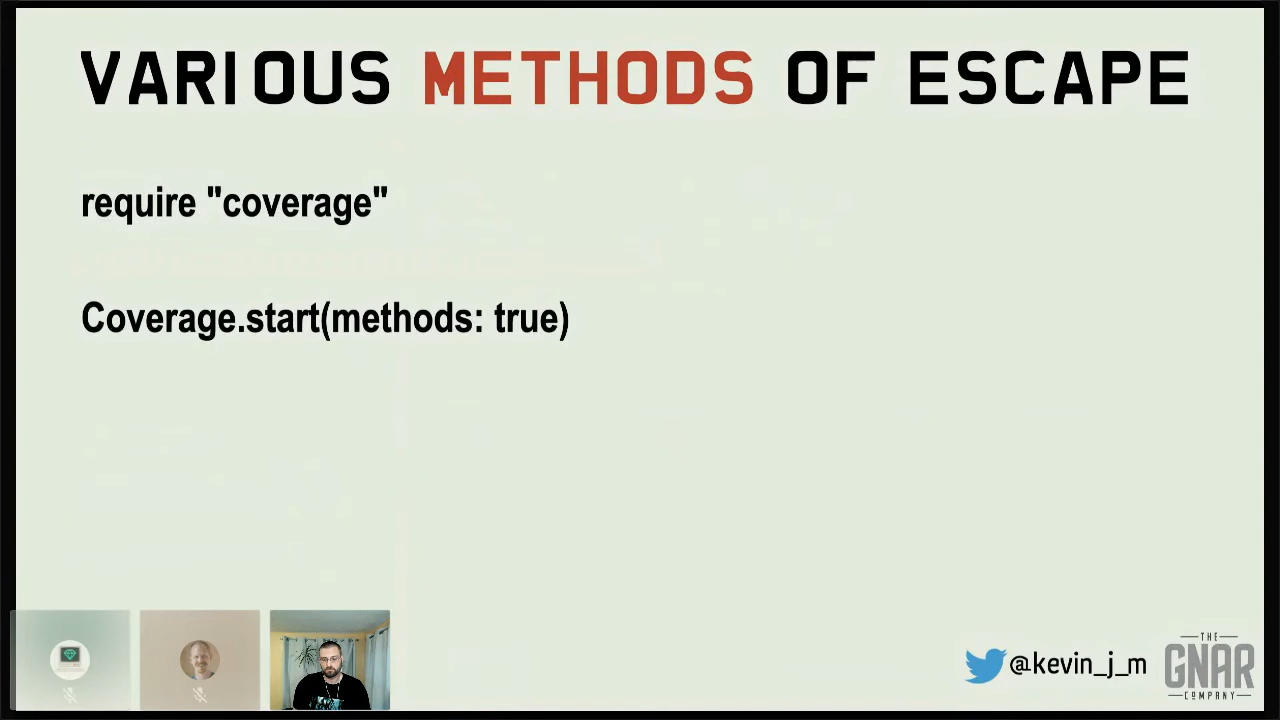 VARIOUS METHODS OF ESCAPE
require "coverage"
Coverage.start(methods: true)
@kevin_j_m
THE
GNAR
COMPANY